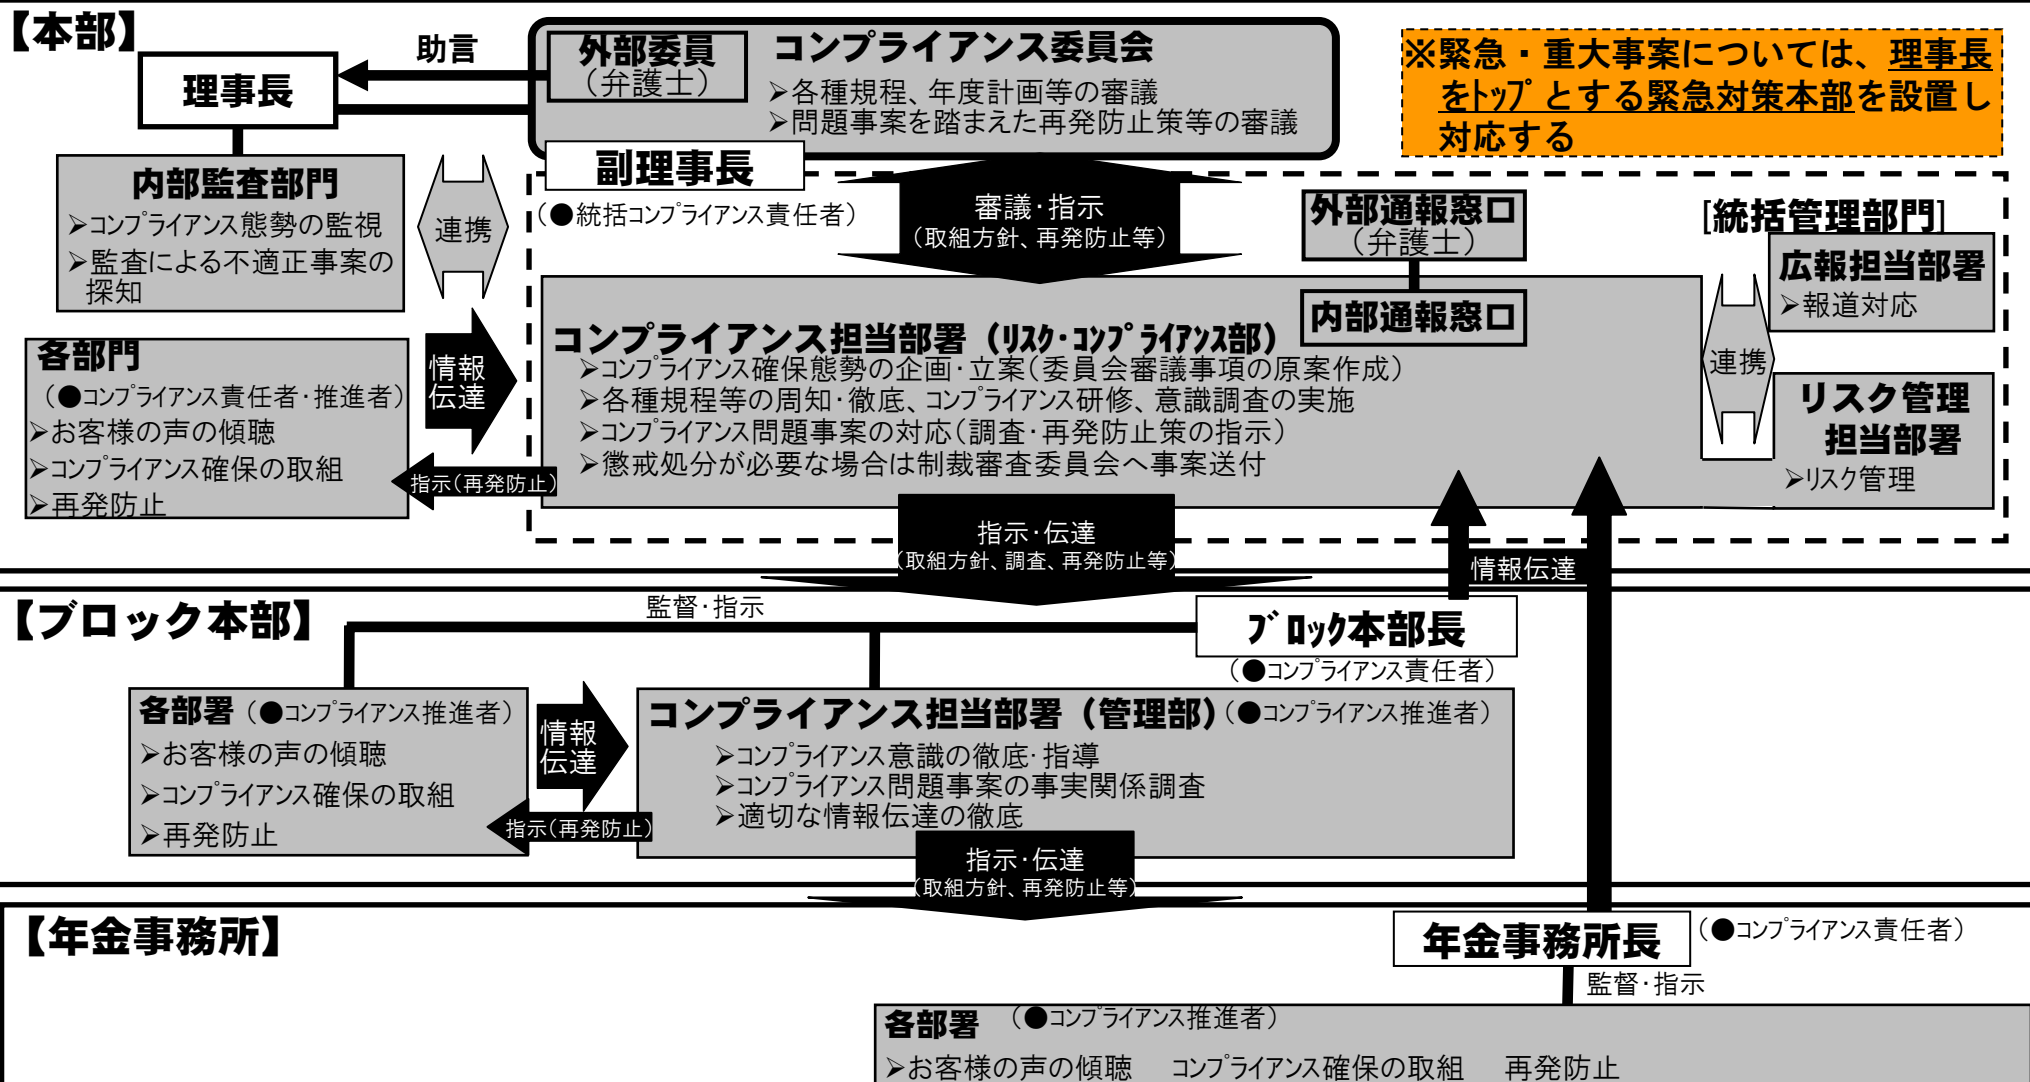 【本部】
理事長
助言
外部委員
（弁護士）
コンプライアンス委員会
➢各種規程、年度計画等の審議
➢問題事案を踏まえた再発防止策等の審議
※緊急・重大事案については、理事長
をトップとする緊急対策本部を設置し
対応する
内部監査部門
➢コンプライアンス態勢の監視
➢監査による不適正事案の
探知
連携
副理事長
（●統括コンプライアンス責任者）
審議・指示
（取組方針、再発防止等）
外部通報窓口
（弁護士）
内部通報窓口
[統括管理部門]
広報担当部署
➢報道対応
連携
リスク管理
担当部署
➢リスク管理
各部門
（●コンプライアンス責任者・推進者）
➢お客様の声の傾聴
➢コンプライアンス確保の取組
➢再発防止
情報
伝達
指示（再発防止）
コンプライアンス担当部署（リスク・コンプライアンス部）
➢コンプライアンス確保態勢の企画・立案（委員会審議事項の原案作成）
➢各種規程等の周知・徹底、コンプライアンス研修、意識調査の実施
➢コンプライアンス問題事案の対応（調査・再発防止策の指示）
➢懲戒処分が必要な場合は制裁審査委員会へ事案送付
指示・伝達
（取組方針、調査、再発防止等）
情報伝達
【ブロック本部】
監督・指示
ブロック本部長
（●コンプライアンス責任者）
各部署（●コンプライアンス推進者）
➢お客様の声の傾聴
➢コンプライアンス確保の取組
➢再発防止
情報
伝達
指示（再発防止）
コンプライアンス担当部署（管理部）（●コンプライアンス推進者）
➢コンプライアンス意識の徹底・指導
➢コンプライアンス問題事案の事実関係調査
➢適切な情報伝達の徹底
指示・伝達
（取組方針、再発防止等）
【年金事務所】
年金事務所長
（●コンプライアンス責任者）
監督・指示
各部署 （●コンプライアンス推進者）
➢お客様の声の傾聴 コンプライアンス確保の取組 再発防止